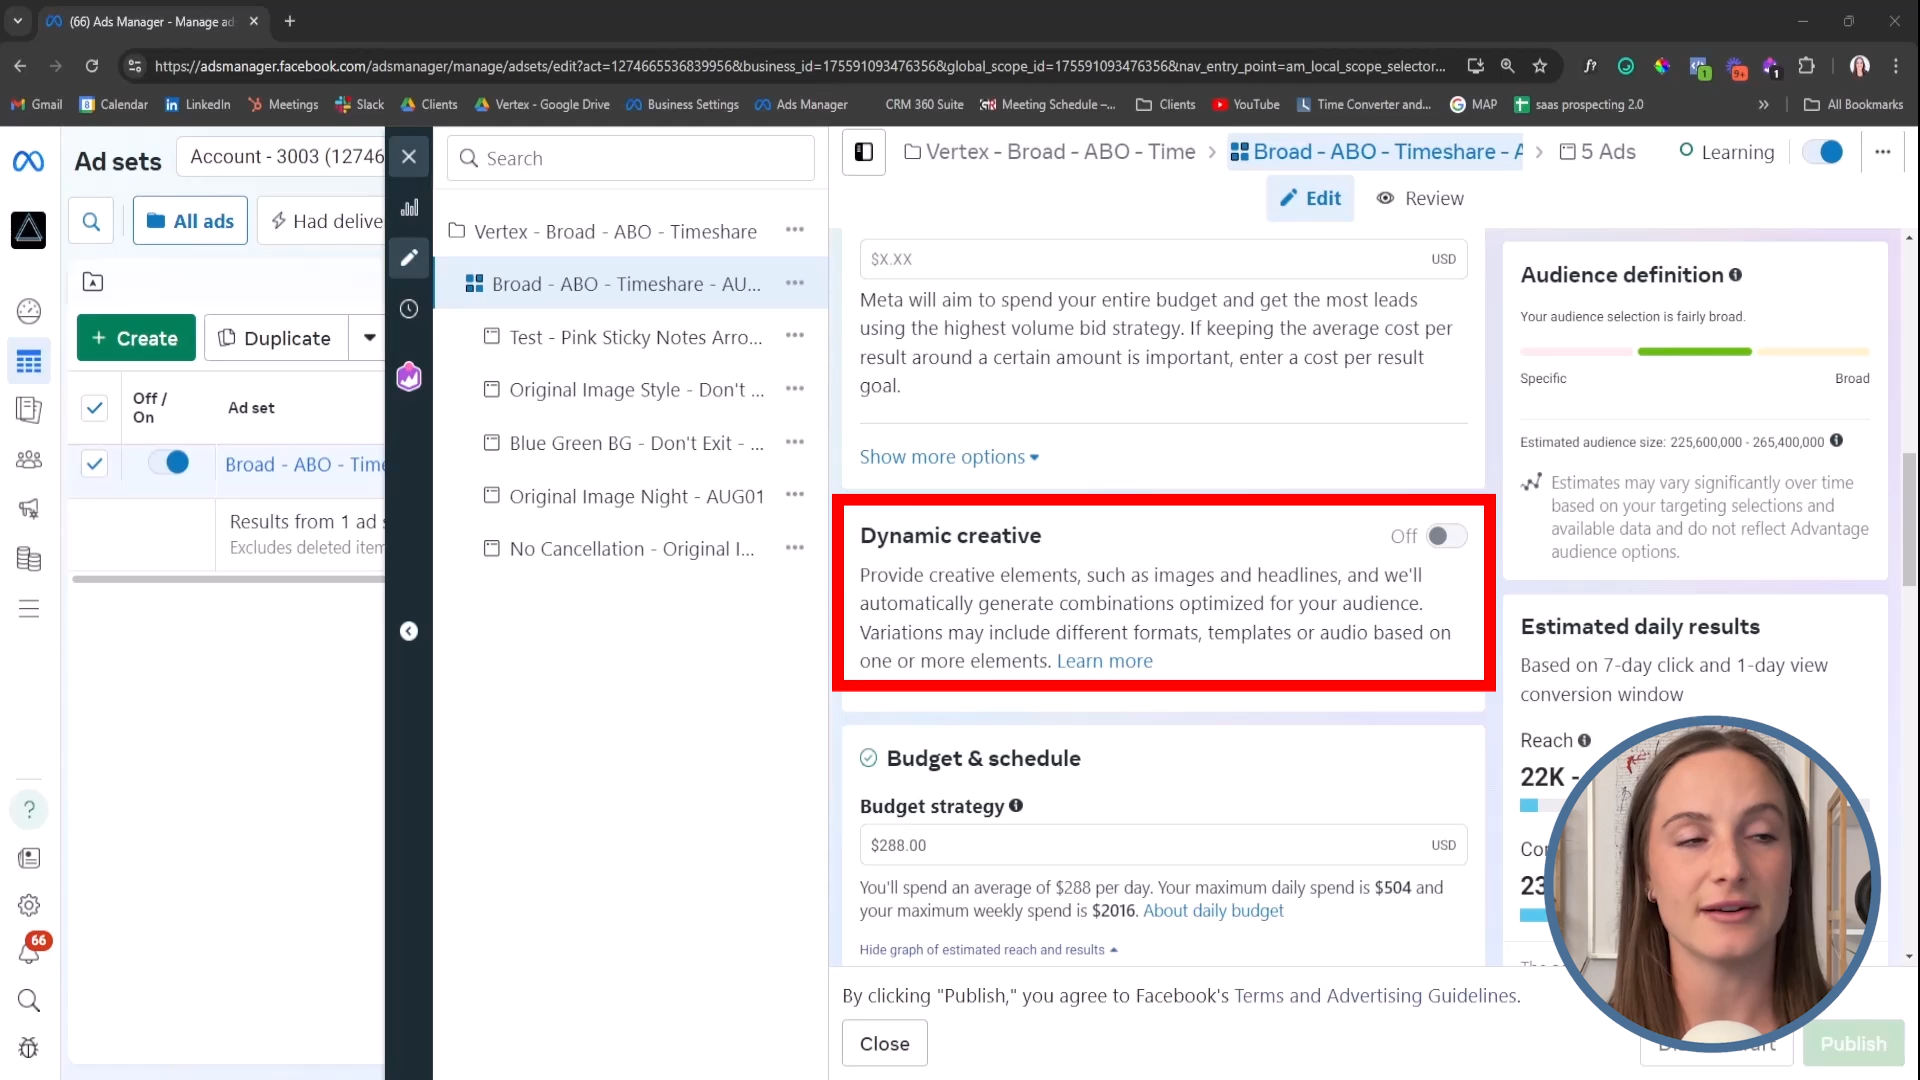 (66) Ads Manager - Manage ad
https://adsmanager.facebook.com/adsmanager/manage/adsets/edit?act=1274665536839956&business_id=175591093476356&global_scope_id=175591093476356&nav_entry_point=am_local_scope_selector...
Gmail
Calendar
LinkedIn
Meetings
Slack
Clients
Vertex - Google Drive
Business Settings
Ads Manager
CRM 360 Suite
Meeting Schedule –...
Clients
YouTube
Time Converter and...
MAP
saas prospecting 2.0
All Bookmarks
Ad sets
Account - 3003 (12746
All ads
Had delive
Create
Duplicate
Off /
On
Ad set
Broad - ABO - Time
Results from 1 ad s
Excludes deleted item
66
Search
Vertex - Broad - ABO - Timeshare
Broad - ABO - Timeshare - AU...
Test - Pink Sticky Notes Arro...
Original Image Style - Don't ...
Blue Green BG - Don't Exit - ...
Original Image Night - AUG01
No Cancellation - Original I...
Vertex - Broad - ABO - Time
Broad - ABO - Timeshare - A
5 Ads
Learning
Edit
Review
$X.XX
USD
Meta will aim to spend your entire budget and get the most leads
using the highest volume bid strategy. If keeping the average cost per
result around a certain amount is important, enter a cost per result
goal.
Show more options
Dynamic creative
Off
Provide creative elements, such as images and headlines, and we'll
automatically generate combinations optimized for your audience.
Variations may include different formats, templates or audio based on
one or more elements. Learn more
Budget & schedule
Budget strategy
$288.00
USD
You'll spend an average of $288 per day. Your maximum daily spend is $504 and
your maximum weekly spend is $2016. About daily budget
Hide graph of estimated reach and results
By clicking "Publish," you agree to Facebook's Terms and Advertising Guidelines.
Close
Publish
Audience definition
Your audience selection is fairly broad.
Specific
Broad
Estimated audience size: 225,600,000 - 265,400,000
Estimates may vary significantly over time
based on your targeting selections and
available data and do not reflect Advantage
audience options.
Estimated daily results
Based on 7-day click and 1-day view
conversion window
Reach
22K -
Co
23